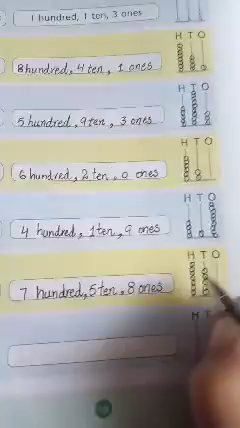 1 hundred, 1 ten, 3 ones
H T O
8 hundred, 4 ten, 1 ones
H T O
5 hundred, 9 ten, 3 ones
H T O
6 hundred, 2 ten, 0 ones
H T O
4 hundred, 1 ten, 9 ones
H T O
7 hundred, 5 ten, 8 ones
H T